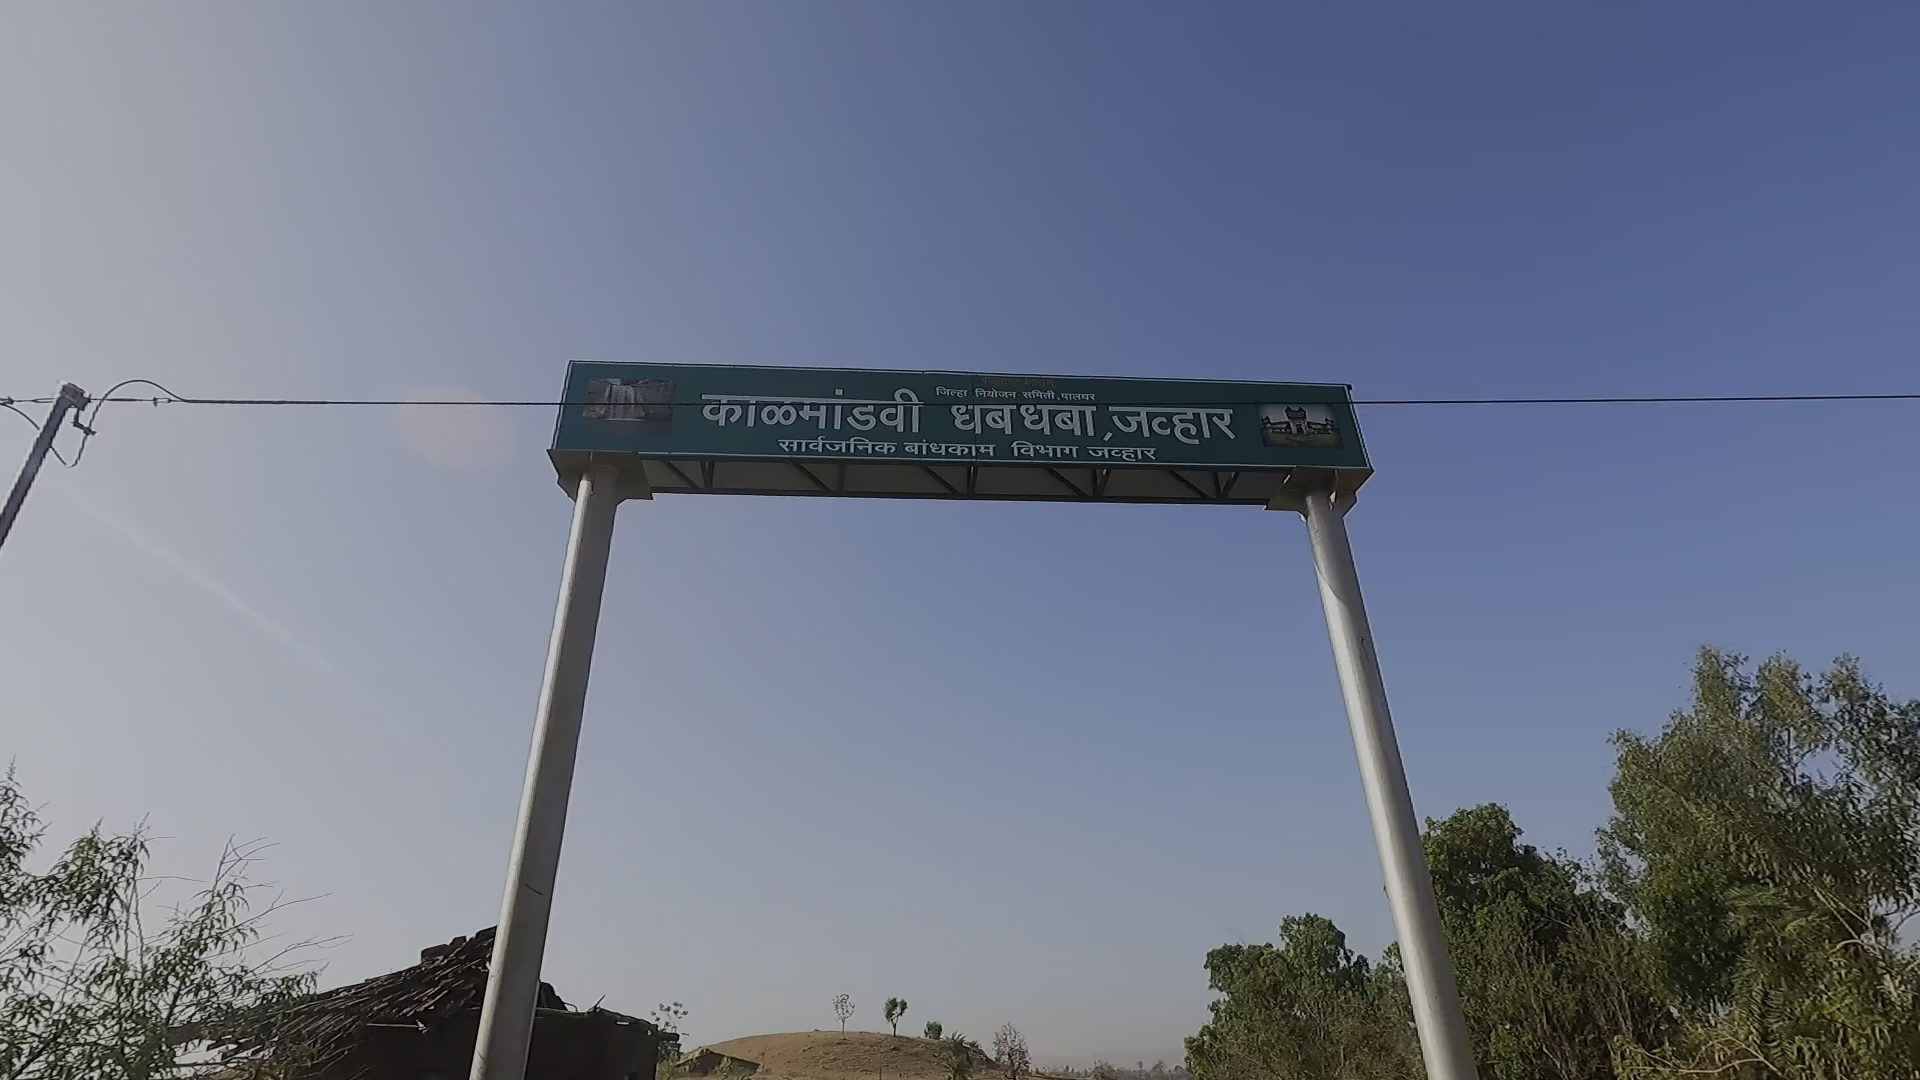 जिल्हा नियोजन समिती,पालघर
काळमांडवी धबधबा,जव्हार
सार्वजनिक बांधकाम विभाग जव्हार